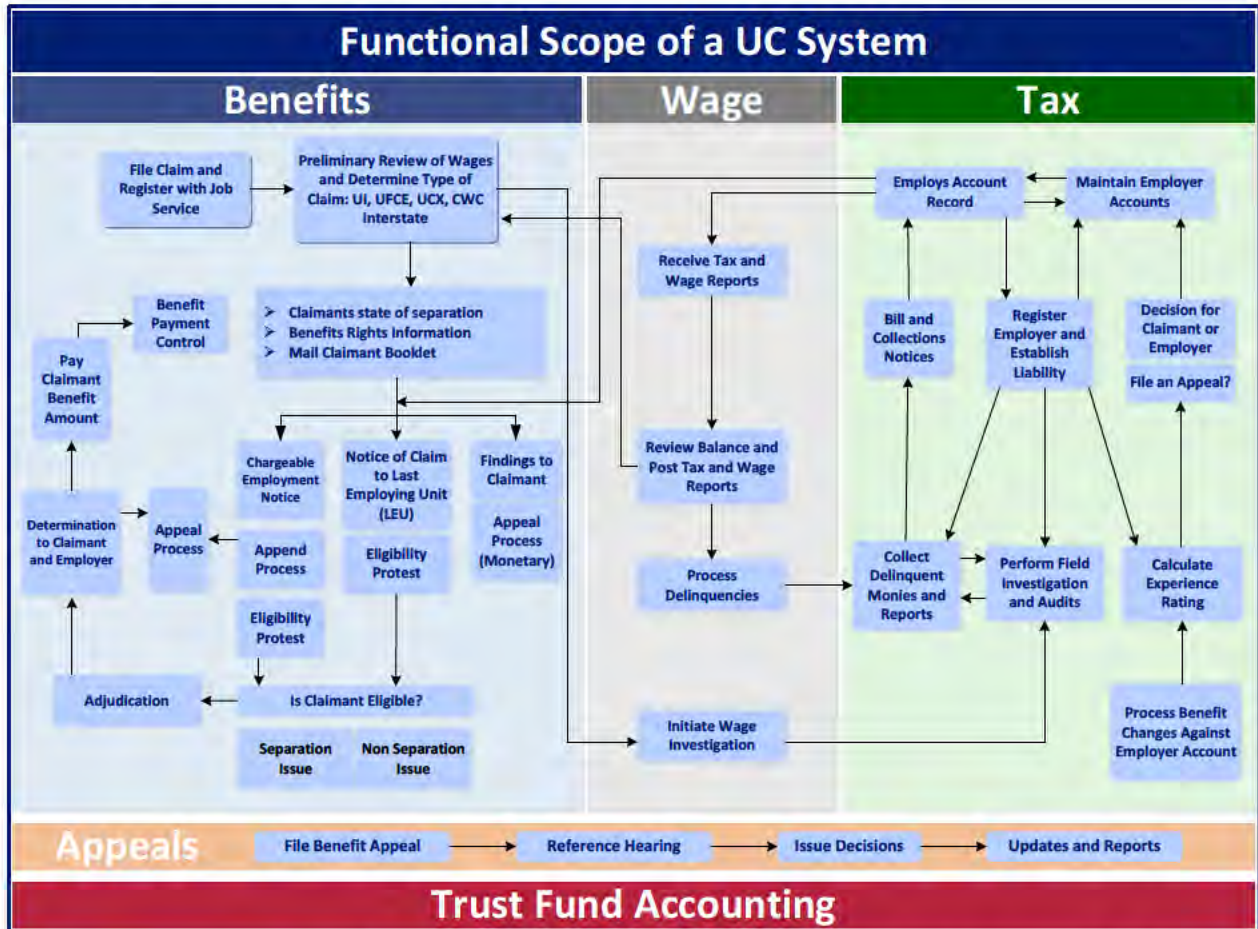 Functional Scope of a UC System
Benefits
Wage
Tax
File Claim and
Register with Job
Service
Preliminary Review of Wages
and Determine Type of
Claim: UI, UFCE, UCX, CWC
interstate
Employs Account
Record
Maintain Employer
Accounts
Receive Tax and
Wage Reports
Benefit
Payment
Control
➢ Claimants state of separation
➢ Benefits Rights Information
➢ Mail Claimant Booklet
Bill and
Collections
Notices
Register
Employer and
Establish
Liability
Decision for
Claimant or
Employer
File an Appeal?
Pay
Claimant
Benefit
Amount
Chargeable
Employment
Notice
Notice of Claim
to Last
Employing Unit
(LEU)
Findings to
Claimant
Appeal
Process
(Monetary)
Review Balance and
Post Tax and Wage
Reports
Determination
to Claimant
and Employer
Appeal
Process
Append
Process
Eligibility
Protest
Eligibility
Protest
Process
Delinquencies
Collect
Delinquent
Monies and
Reports
Perform Field
Investigation
and Audits
Calculate
Experience
Rating
Adjudication
Is Claimant Eligible?
Separation
Issue
Non Separation
Issue
Initiate Wage
Investigation
Process Benefit
Changes Against
Employer Account
Appeals
File Benefit Appeal
Reference Hearing
Issue Decisions
Updates and Reports
Trust Fund Accounting